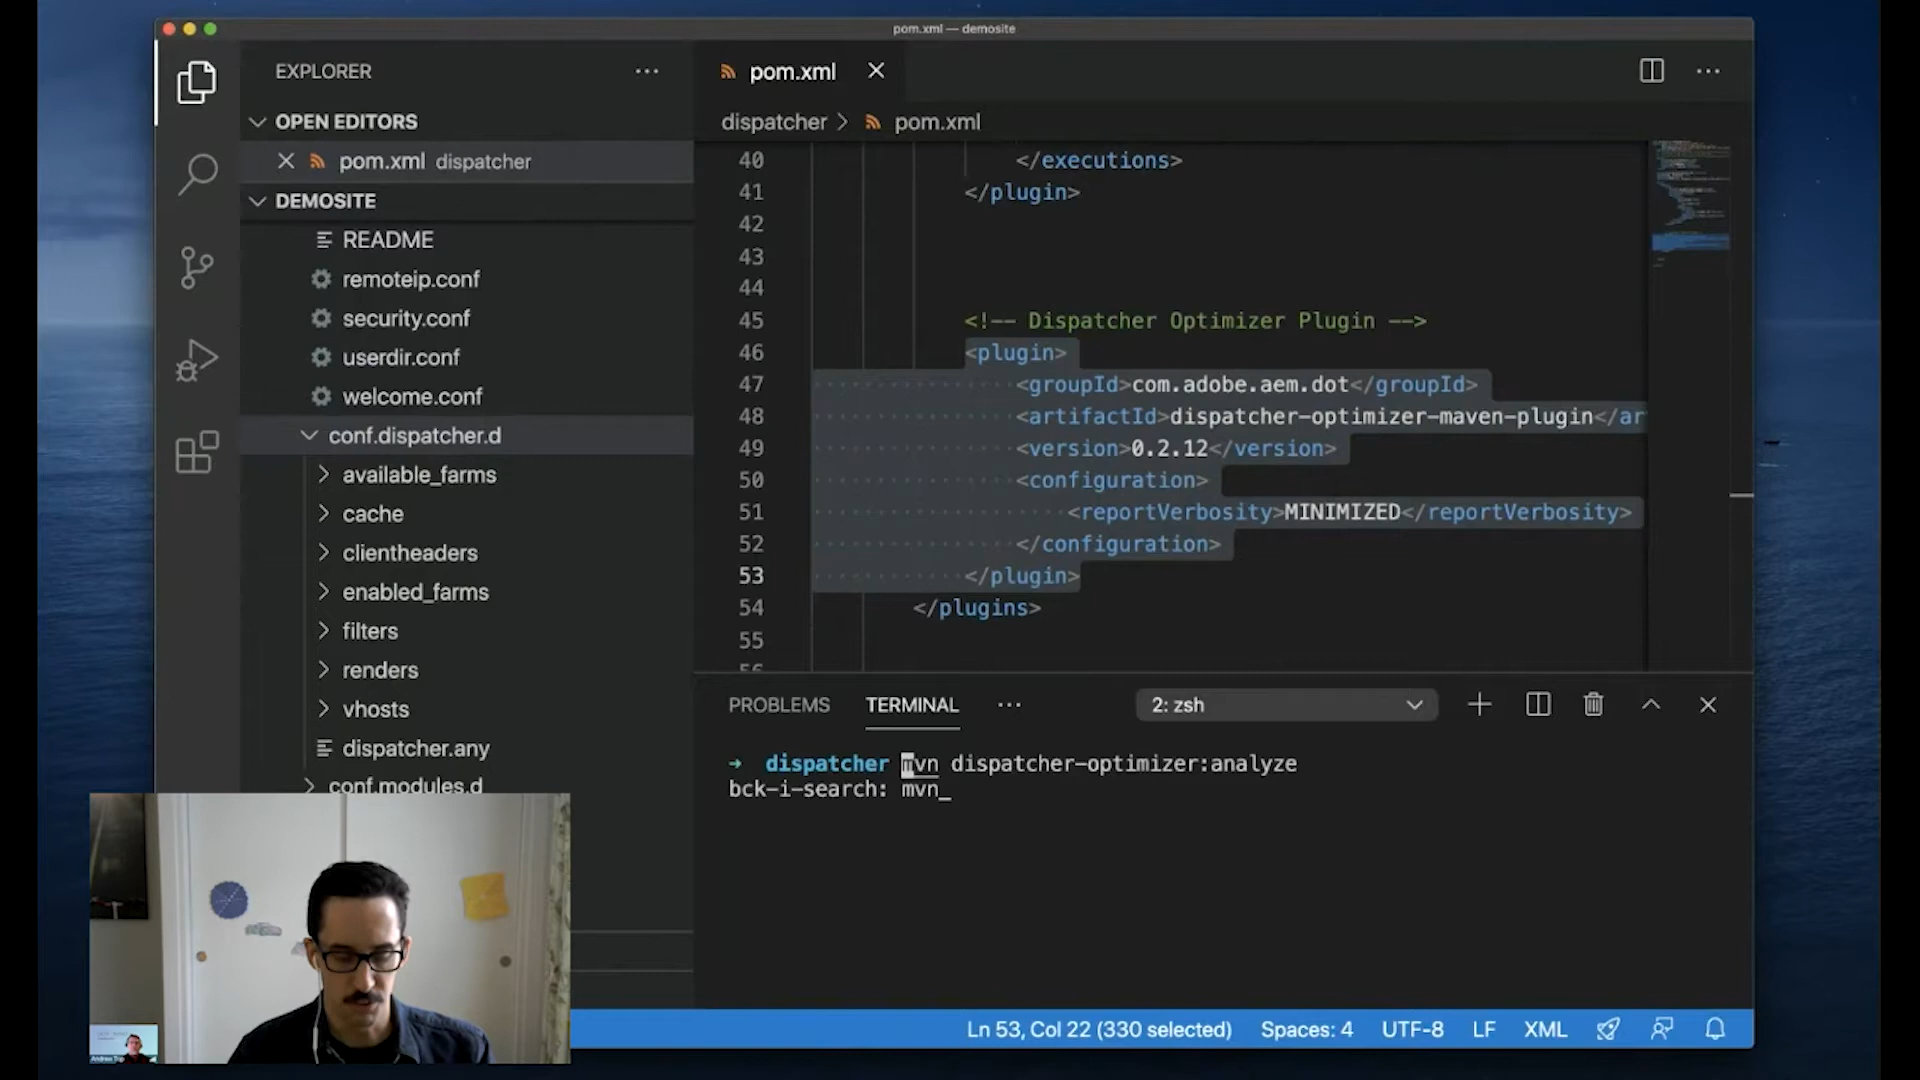 pom.xml — demosite
EXPLORER
OPEN EDITORS
pom.xml dispatcher
DEMOSITE
README
remoteip.conf
security.conf
userdir.conf
welcome.conf
conf.dispatcher.d
available_farms
cache
clientheaders
enabled_farms
filters
renders
vhosts
dispatcher.any
conf.modules.d
pom.xml
dispatcher > pom.xml
40 </executions>
41 </plugin>
42
43
44
45 <!-- Dispatcher Optimizer Plugin -->
46 <plugin>
47 <groupId>com.adobe.aem.dot</groupId>
48 <artifactId>dispatcher-optimizer-maven-plugin</ar
49 <version>0.2.12</version>
50 <configuration>
51 <reportVerbosity>MINIMIZED</reportVerbosity>
52 </configuration>
53 </plugin>
54 </plugins>
55
56
PROBLEMS TERMINAL 2: zsh
→ dispatcher mvn dispatcher-optimizer:analyze
bck-i-search: mvn_
Ln 53, Col 22 (330 selected) Spaces: 4 UTF-8 LF XML